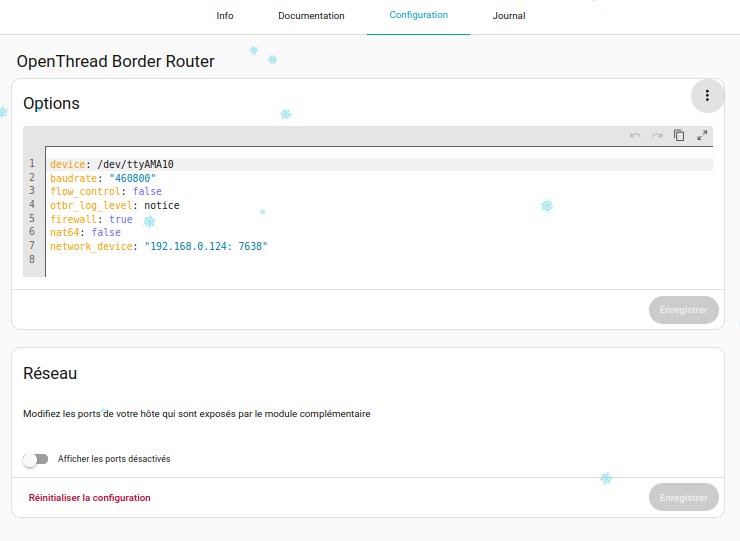 Info Documentation Configuration Journal
OpenThread Border Router
Options
1 device: /dev/ttyAMA10
2 baudrate: "460800"
3 flow_control: false
4 otbr_log_level: notice
5 firewall: true
6 nat64: false
7 network_device: "192.168.0.124: 7638"
8
Enregistrer
Réseau
Modifiez les ports de votre hôte qui sont exposés par le module complémentaire
Afficher les ports désactivés
Réinitialiser la configuration Enregistrer